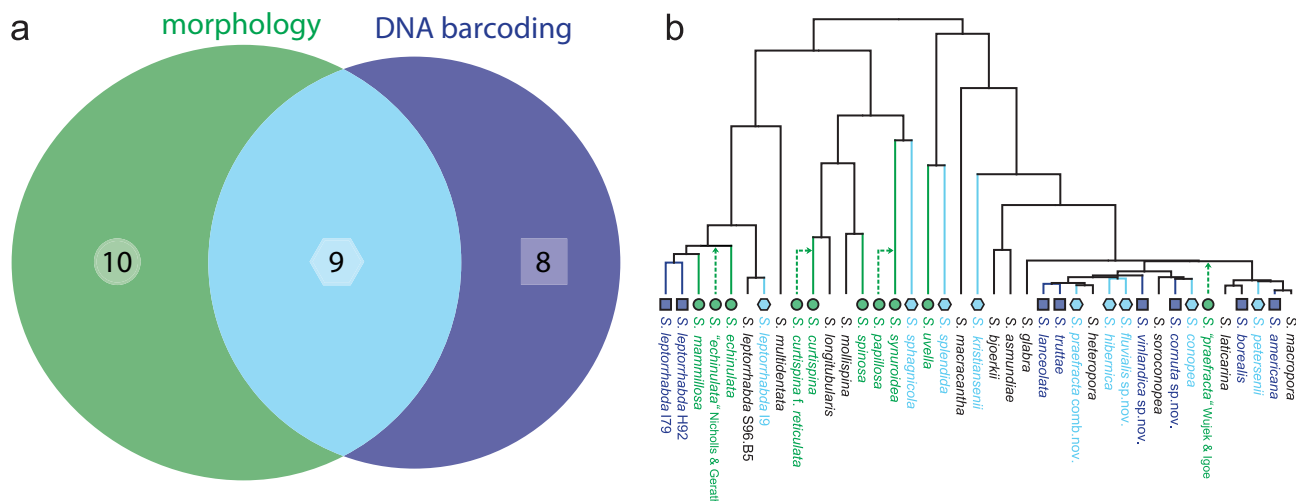 a
morphology
DNA barcoding
10
9
8
b
S. leptorrhabda I79
S. leptorrhabda H92
S. mammillosa
S. "echinulata" Nicholls & Gerath
S. echinulata
S. leptorrhabda S96.B5
S. leptorrhabda I9
S. multidentata
S. curtispina f. reticulata
S. curtispina
S. longitubularis
S. mollispina
S. spinosa
S. papillosa
S. synuroidea
S. sphagnicola
S. uvella
S. splendida
S. macracantha
S. kristiansenii
S. bjoerkii
S. asmundiae
S. glabra
S. lanceolata
S. truttae
S. praefracta comb.nov.
S. heteropora
S. hibernica
S. fluvialis sp.nov.
S. vinlandica sp.nov.
S. soroconopea
S. cornuta sp.nov.
S. conopea
S. "praefracta" Wujek & Igoe
S. laticarina
S. borealis
S. petersenii
S. americana
S. macropora